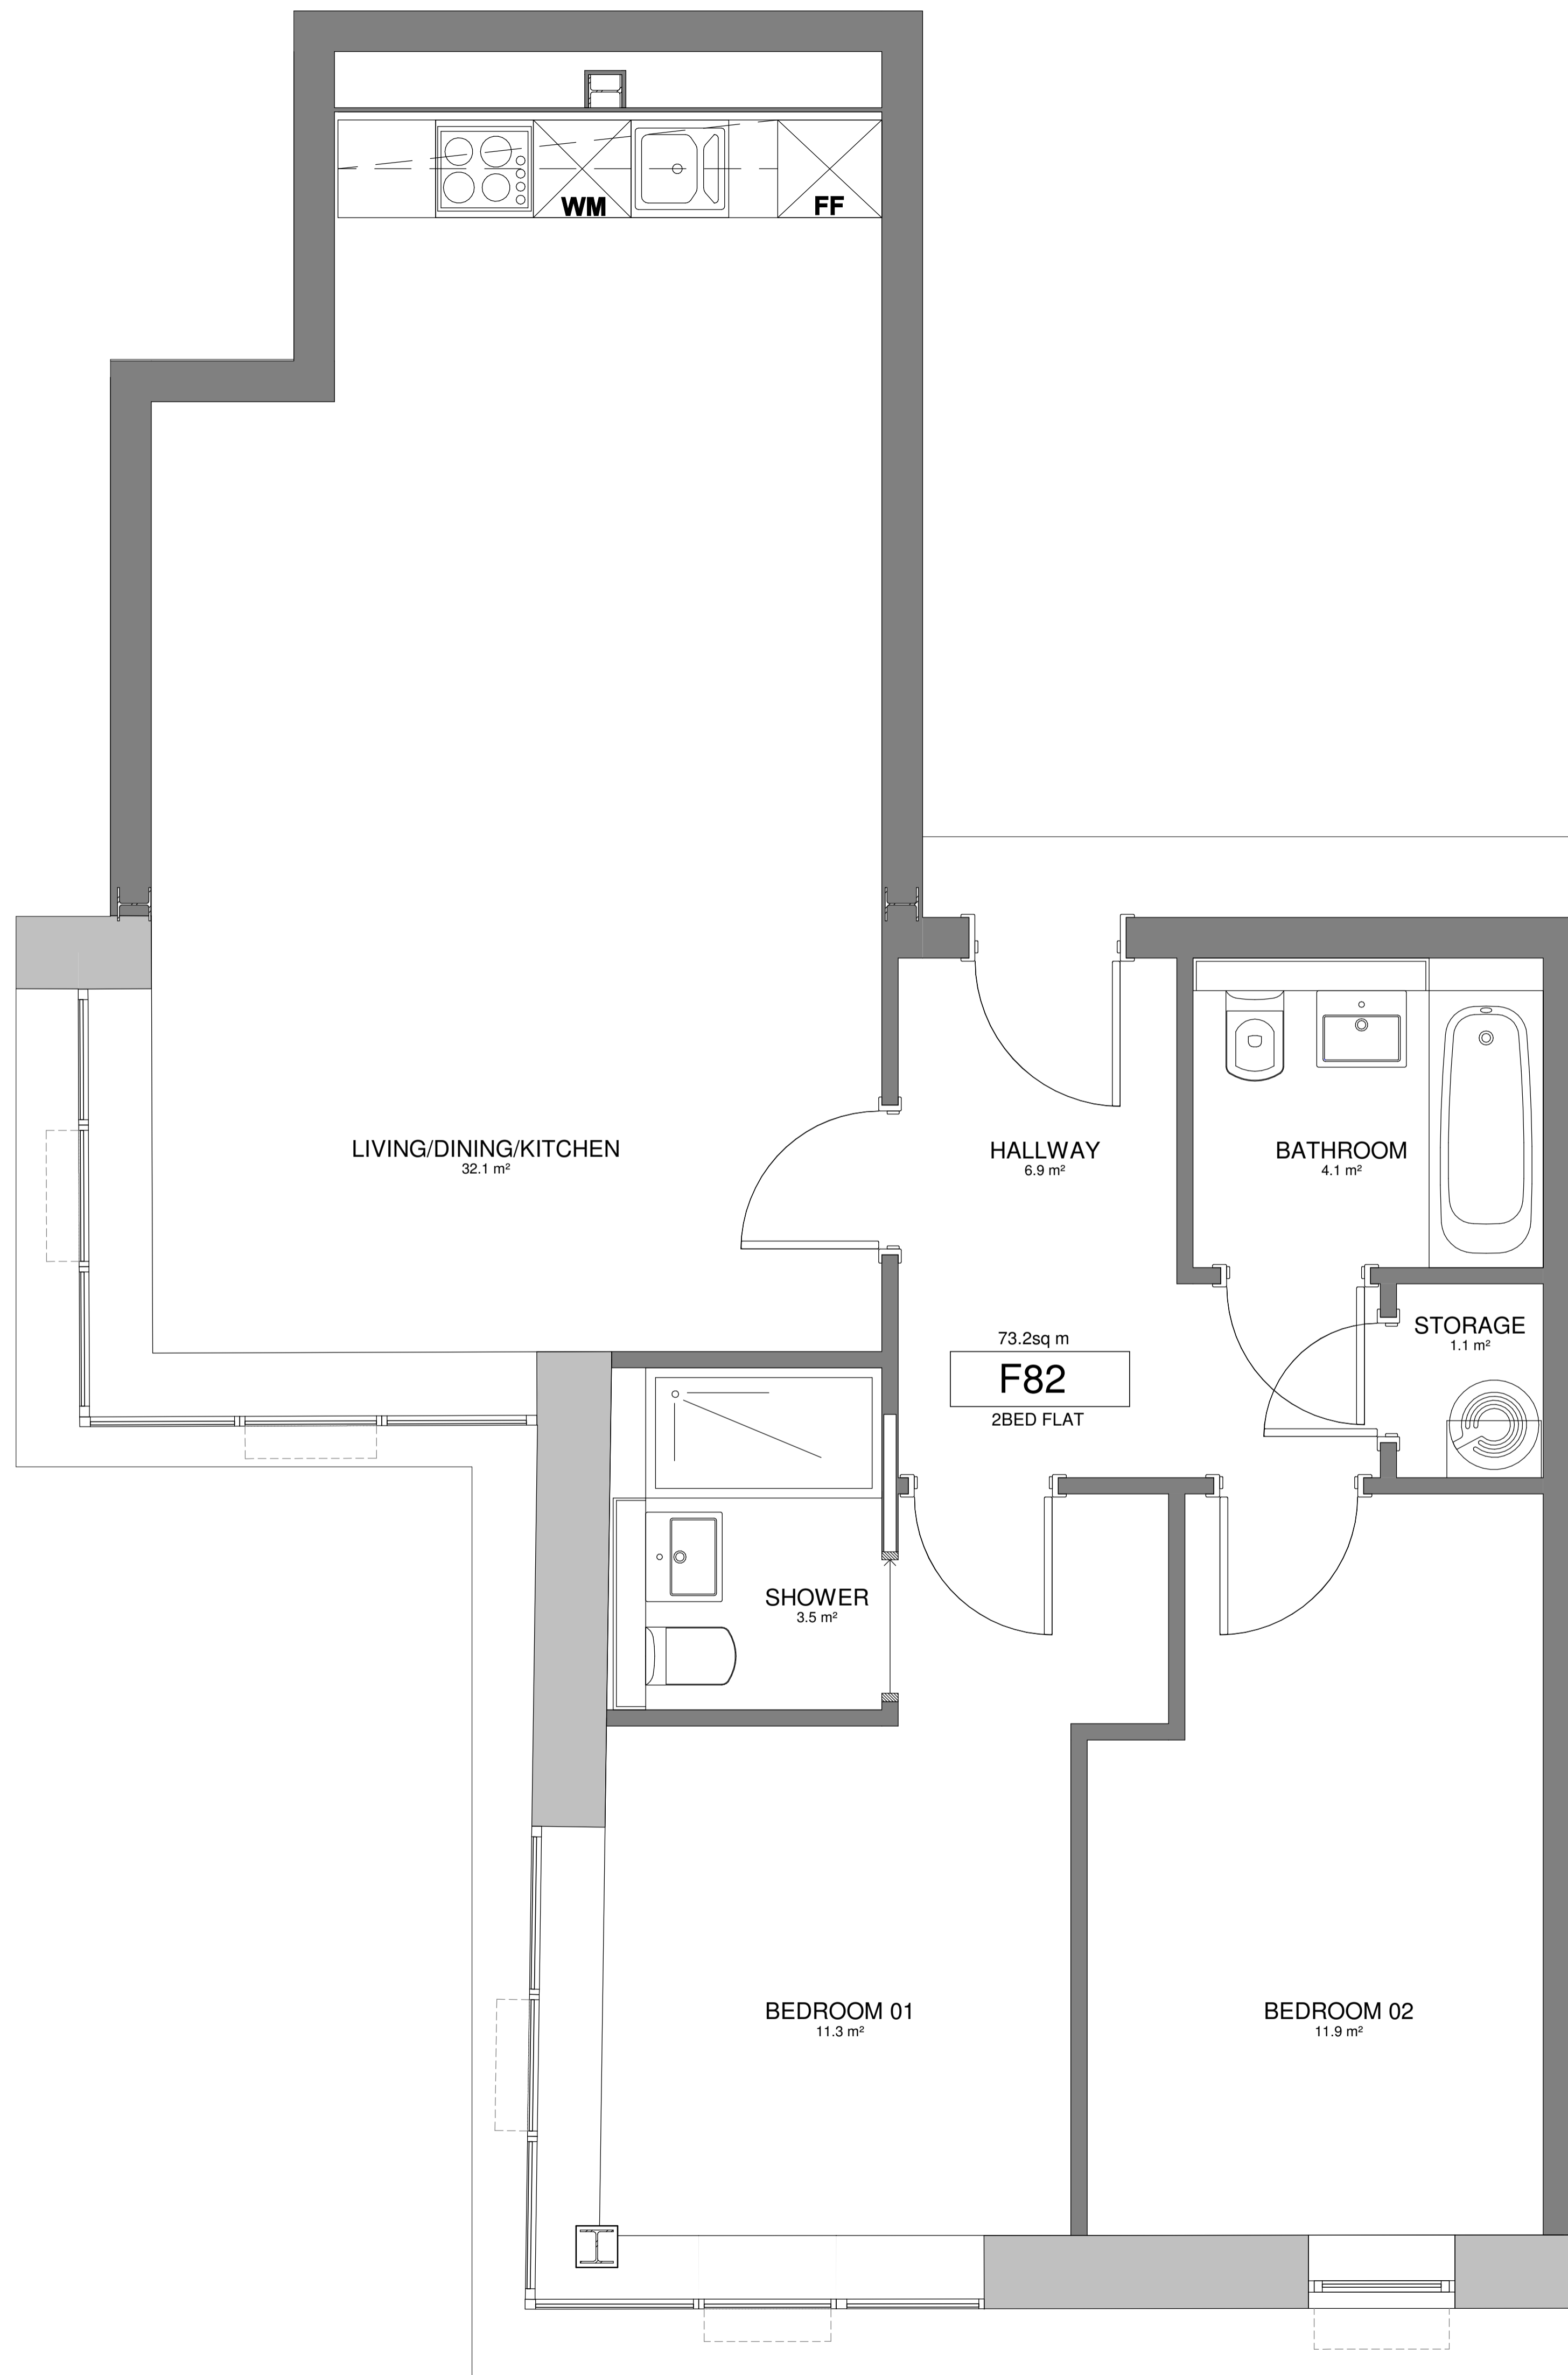 WM
FF
LIVING/DINING/KITCHEN
32.1 m²
HALLWAY
6.9 m²
BATHROOM
4.1 m²
STORAGE
1.1 m²
73.2sq m
F82
2BED FLAT
SHOWER
3.5 m²
BEDROOM 01
11.3 m²
BEDROOM 02
11.9 m²